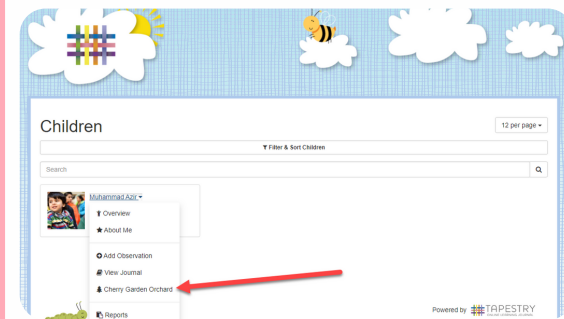 Children
12 per page
Filter & Sort Children
Search
Muhammad Azir
Overview
About Me
Add Observation
View Journal
Cherry Garden Orchard
Reports
Powered by TAPESTRY